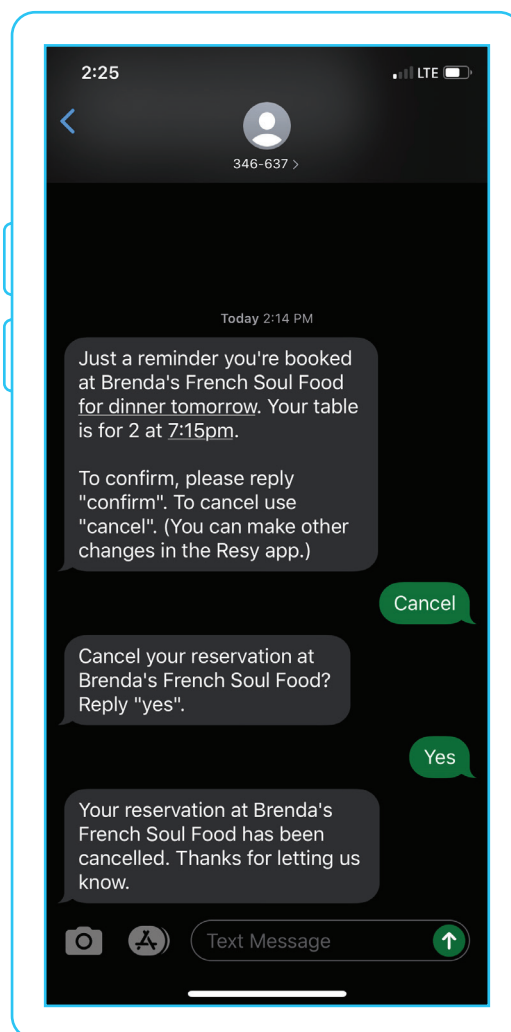 2:25
LTE
346-637 >
Today 2:14 PM
Just a reminder you're booked
at Brenda's French Soul Food
for dinner tomorrow. Your table
is for 2 at 7:15pm.
To confirm, please reply
"confirm". To cancel use
"cancel". (You can make other
changes in the Resy app.)
Cancel
Cancel your reservation at
Brenda's French Soul Food?
Reply "yes".
Yes
Your reservation at Brenda's
French Soul Food has been
cancelled. Thanks for letting us
know.
Text Message